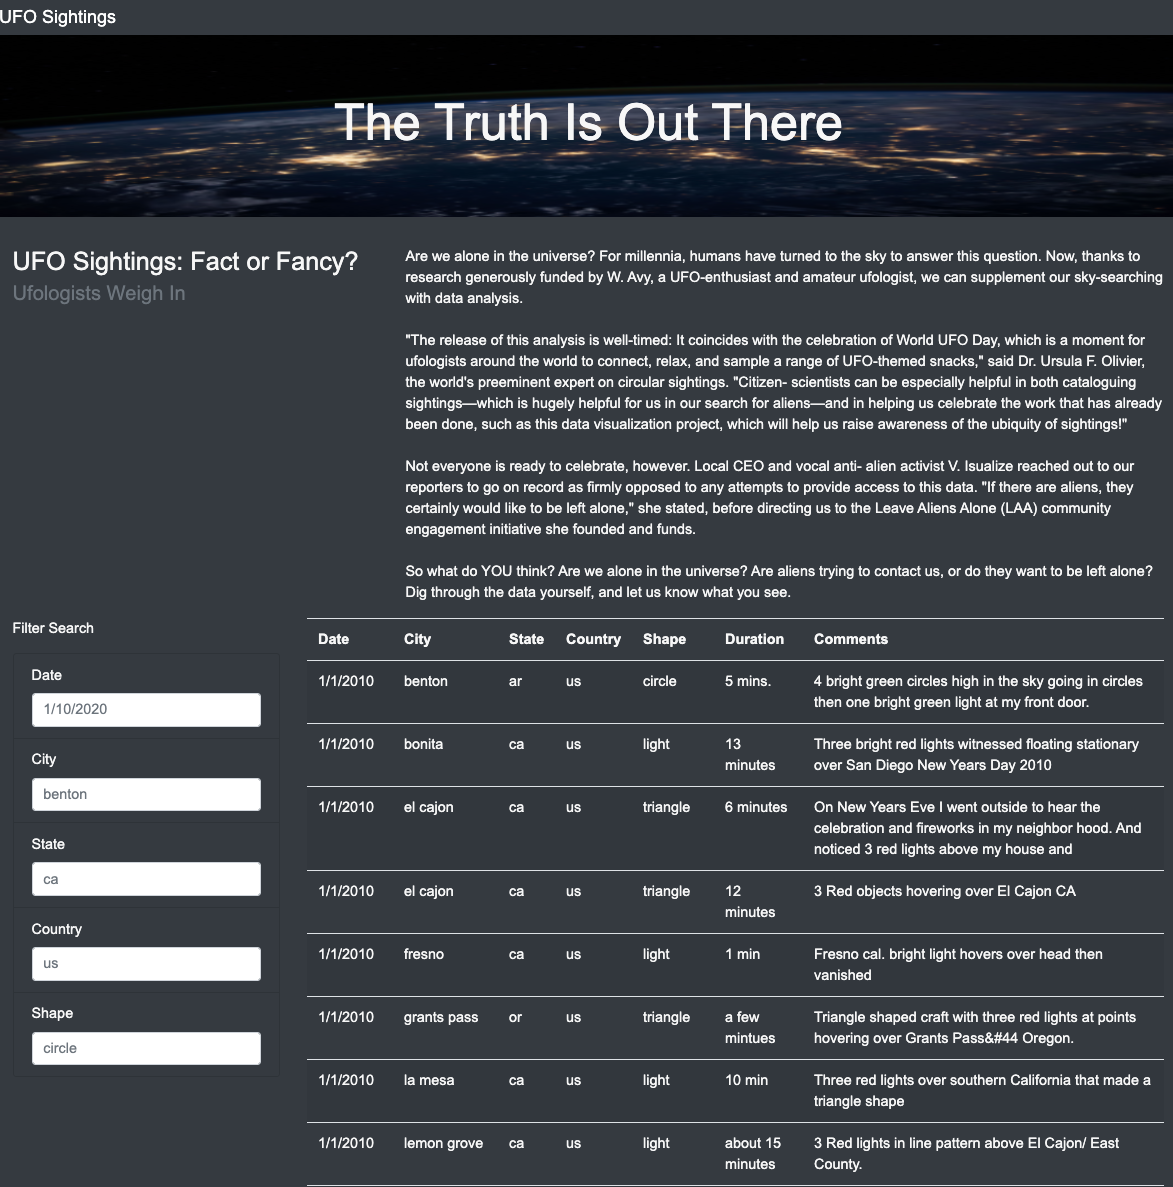 UFO Sightings
The Truth Is Out There
UFO Sightings: Fact or Fancy?
Ufologists Weigh In
Are we alone in the universe? For millennia, humans have turned to the sky to answer this question. Now, thanks to
research generously funded by W. Avy, a UFO-enthusiast and amateur ufologist, we can supplement our sky-searching
with data analysis.
"The release of this analysis is well-timed: It coincides with the celebration of World UFO Day, which is a moment for
ufologists around the world to connect, relax, and sample a range of UFO-themed snacks," said Dr. Ursula F. Olivier,
the world's preeminent expert on circular sightings. "Citizen- scientists can be especially helpful in both cataloguing
sightings—which is hugely helpful for us in our search for aliens—and in helping us celebrate the work that has already
been done, such as this data visualization project, which will help us raise awareness of the ubiquity of sightings!"
Not everyone is ready to celebrate, however. Local CEO and vocal anti- alien activist V. Isualize reached out to our
reporters to go on record as firmly opposed to any attempts to provide access to this data. "If there are aliens, they
certainly would like to be left alone," she stated, before directing us to the Leave Aliens Alone (LAA) community
engagement initiative she founded and funds.
So what do YOU think? Are we alone in the universe? Are aliens trying to contact us, or do they want to be left alone?
Dig through the data yourself, and let us know what you see.
Filter Search
Date
1/10/2020
City
benton
State
ca
Country
us
Shape
circle
Date City State Country Shape Duration Comments
1/1/2010 benton ar us circle 5 mins. 4 bright green circles high in the sky going in circles
then one bright green light at my front door.
1/1/2010 bonita ca us light 13 Three bright red lights witnessed floating stationary
minutes over San Diego New Years Day 2010
1/1/2010 el cajon ca us triangle 6 minutes On New Years Eve I went outside to hear the
celebration and fireworks in my neighbor hood. And
noticed 3 red lights above my house and
1/1/2010 el cajon ca us triangle 12 3 Red objects hovering over El Cajon CA
minutes
1/1/2010 fresno ca us light 1 min Fresno cal. bright light hovers over head then
vanished
1/1/2010 grants pass or us triangle a few Triangle shaped craft with three red lights at points
mintues hovering over Grants Pass&#44 Oregon.
1/1/2010 la mesa ca us light 10 min Three red lights over southern California that made a
triangle shape
1/1/2010 lemon grove ca us light about 15 3 Red lights in line pattern above El Cajon/ East
minutes County.